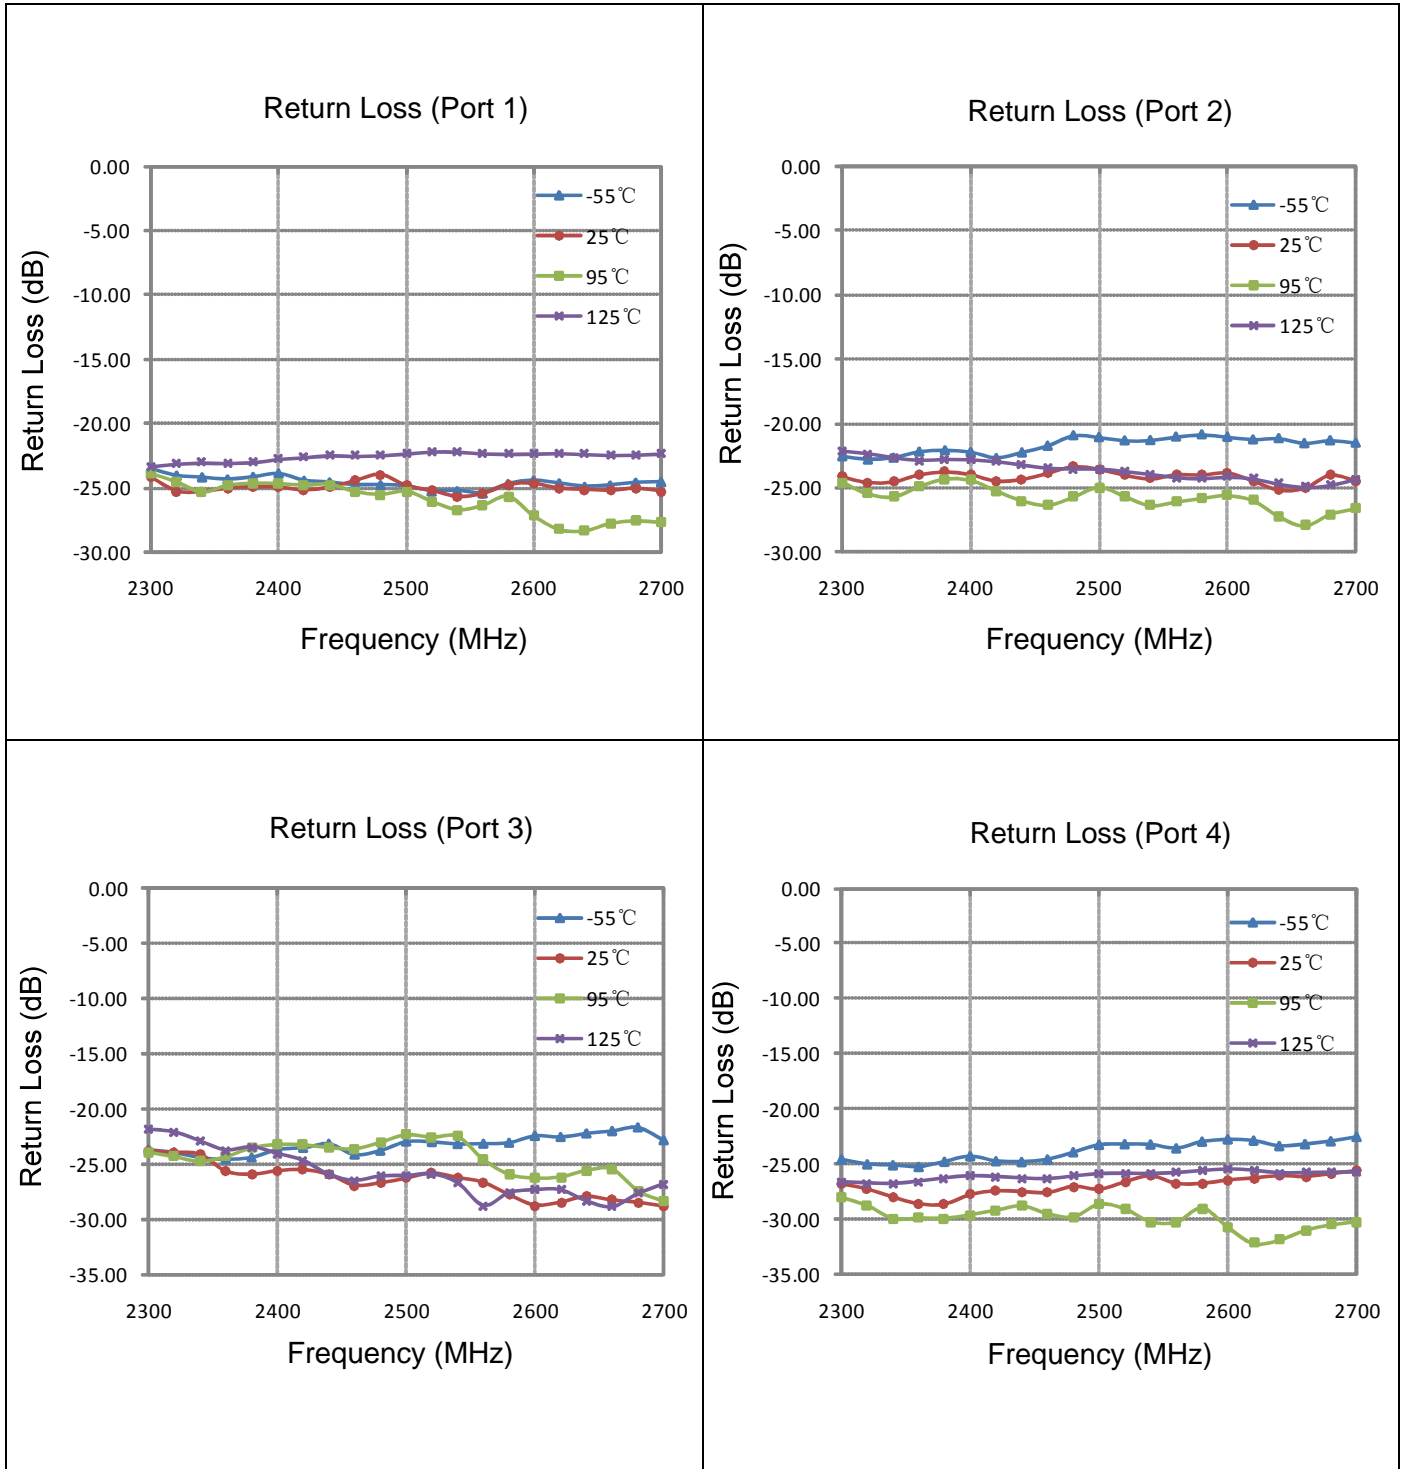 Return Loss (Port 1)
Return Loss (dB)
0.00
-5.00
-10.00
-15.00
-20.00
-25.00
-30.00
-55℃
25℃
95℃
125℃
2300 2400 2500 2600 2700
Frequency (MHz)
Return Loss (Port 2)
Return Loss (dB)
0.00
-5.00
-10.00
-15.00
-20.00
-25.00
-30.00
-55℃
25℃
95℃
125℃
2300 2400 2500 2600 2700
Frequency (MHz)
Return Loss (Port 3)
Return Loss (dB)
0.00
-5.00
-10.00
-15.00
-20.00
-25.00
-30.00
-35.00
-55℃
25℃
95℃
125℃
2300 2400 2500 2600 2700
Frequency (MHz)
Return Loss (Port 4)
Return Loss (dB)
0.00
-5.00
-10.00
-15.00
-20.00
-25.00
-30.00
-35.00
-55℃
25℃
95℃
125℃
2300 2400 2500 2600 2700
Frequency (MHz)